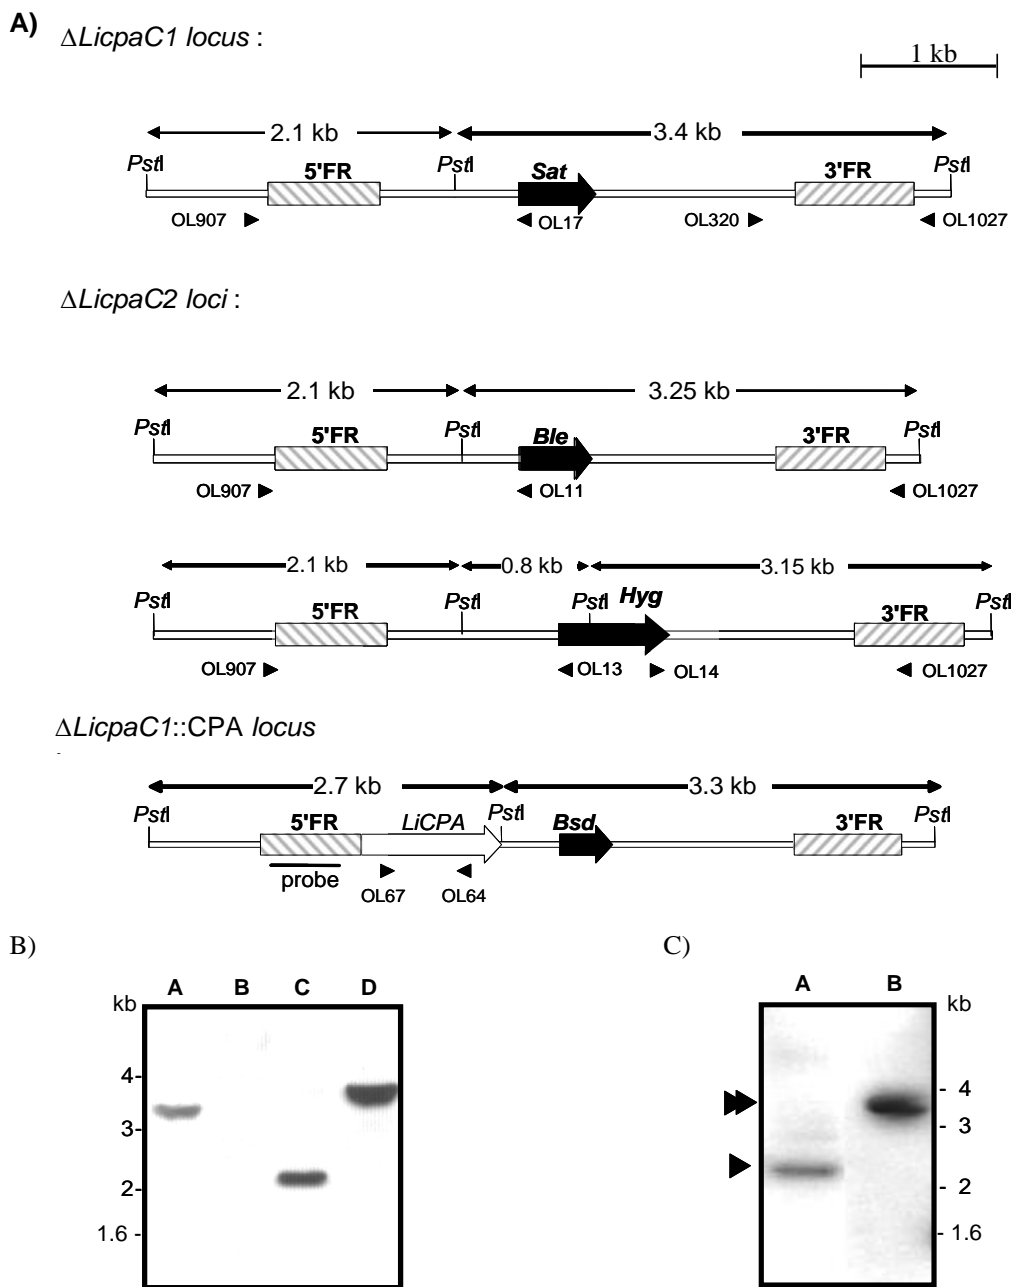 A)
ΔLicpaC1 locus :
1 kb
2.1 kb 3.4 kb
PstI 5'FR PstI Sat 3'FR PstI
OL907 OL17 OL320 OL1027
ΔLicpaC2 loci :
2.1 kb 3.25 kb
PstI 5'FR PstI Ble 3'FR PstI
OL907 OL11 OL1027
2.1 kb 0.8 kb 3.15 kb
PstI 5'FR PstI PstI Hyg 3'FR PstI
OL907 OL13 OL14 OL1027
ΔLicpaC1::CPA locus
2.7 kb 3.3 kb
PstI 5'FR LiCPA PstI Bsd 3'FR PstI
probe OL67 OL64
B)
A B C D
kb
4-
3-
2-
1.6 -
C)
A B
kb
- 4
- 3
- 2
- 1.6